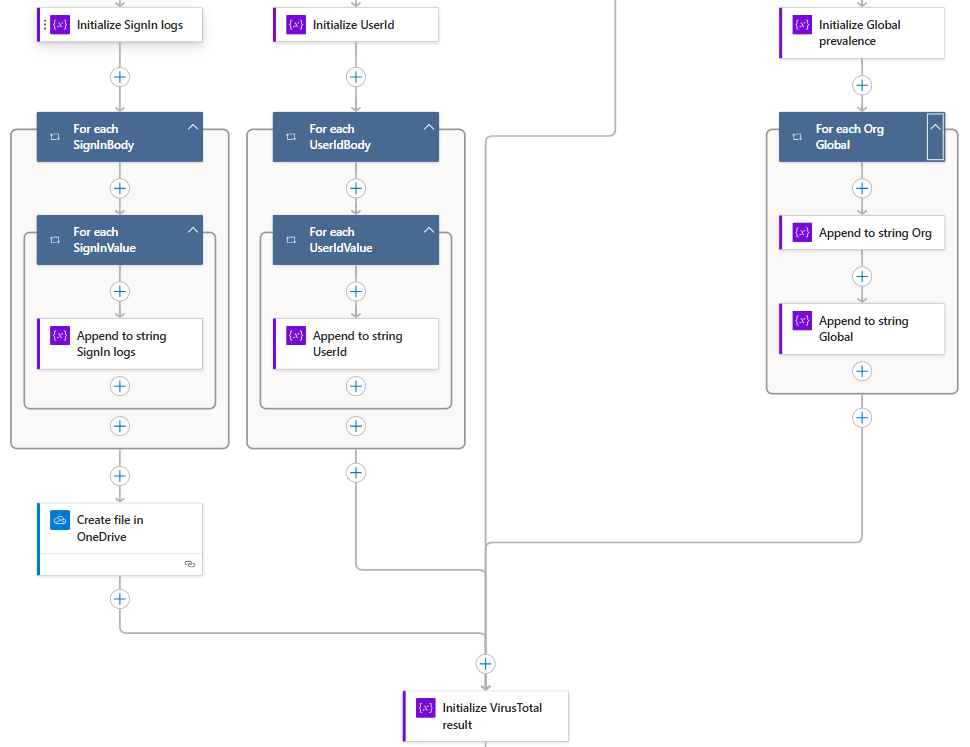 Initialize SignIn logs
Initialize UserId
Initialize Global
prevalence
For each
SignInBody
For each
UserIdBody
For each Org
Global
For each
SignInValue
For each
UserIdValue
Append to string Org
Append to string
SignIn logs
Append to string
UserId
Append to string
Global
Create file in
OneDrive
Initialize VirusTotal
result